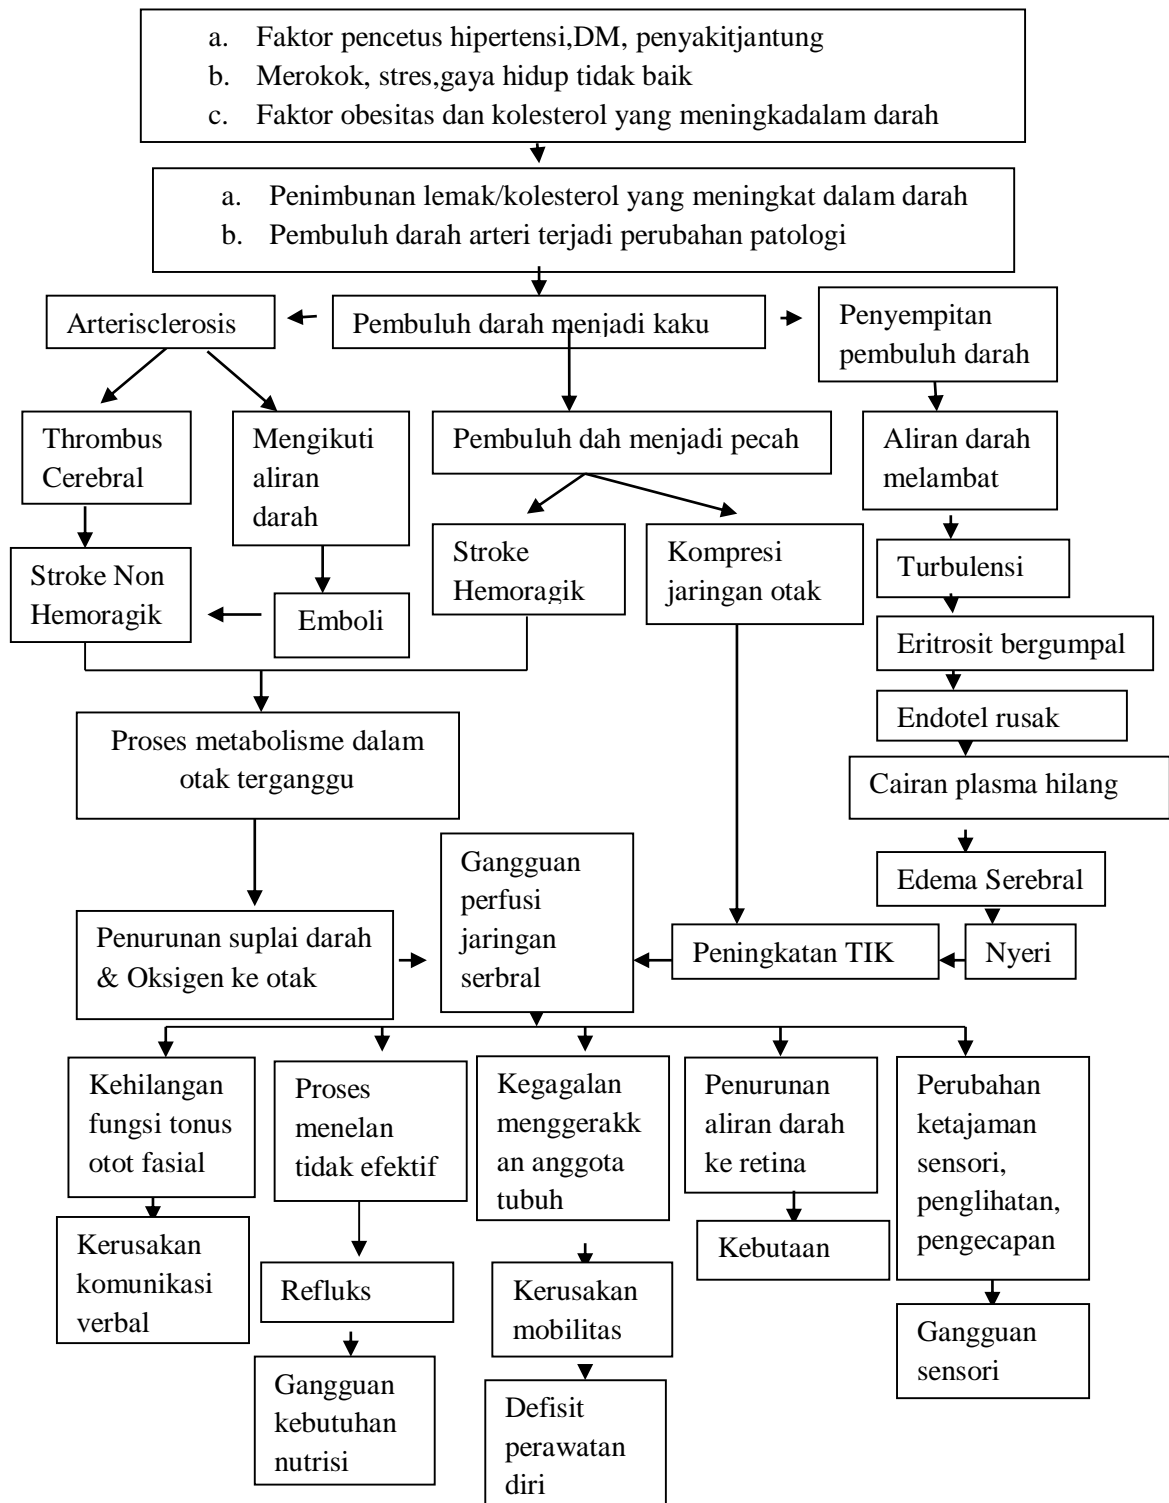 a. Faktor pencetus hipertensi,DM, penyakitjantung
b. Merokok, stres,gaya hidup tidak baik
c. Faktor obesitas dan kolesterol yang meningkadalam darah
a. Penimbunan lemak/kolesterol yang meningkat dalam darah
b. Pembuluh darah arteri terjadi perubahan patologi
Arterisclerosis
Pembuluh darah menjadi kaku
Penyempitan
pembuluh darah
Thrombus
Cerebral
Mengikuti
aliran
darah
Pembuluh dah menjadi pecah
Aliran darah
melambat
Stroke Non
Hemoragik
Emboli
Stroke
Hemoragik
Kompresi
jaringan otak
Turbulensi
Eritrosit bergumpal
Endotel rusak
Cairan plasma hilang
Edema Serebral
Nyeri
Proses metabolisme dalam
otak terganggu
Penurunan suplai darah
& Oksigen ke otak
Gangguan
perfusi
jaringan
serbral
Peningkatan TIK
Kehilangan
fungsi tonus
otot fasial
Proses
menelan
tidak efektif
Kegagalan
menggerakk
an anggota
tubuh
Penurunan
aliran darah
ke retina
Perubahan
ketajaman
sensori,
penglihatan,
pengecapan
Kerusakan
komunikasi
verbal
Refluks
Kerusakan
mobilitas
Kebutaan
Gangguan
sensori
Gangguan
kebutuhan
nutrisi
Defisit
perawatan
diri